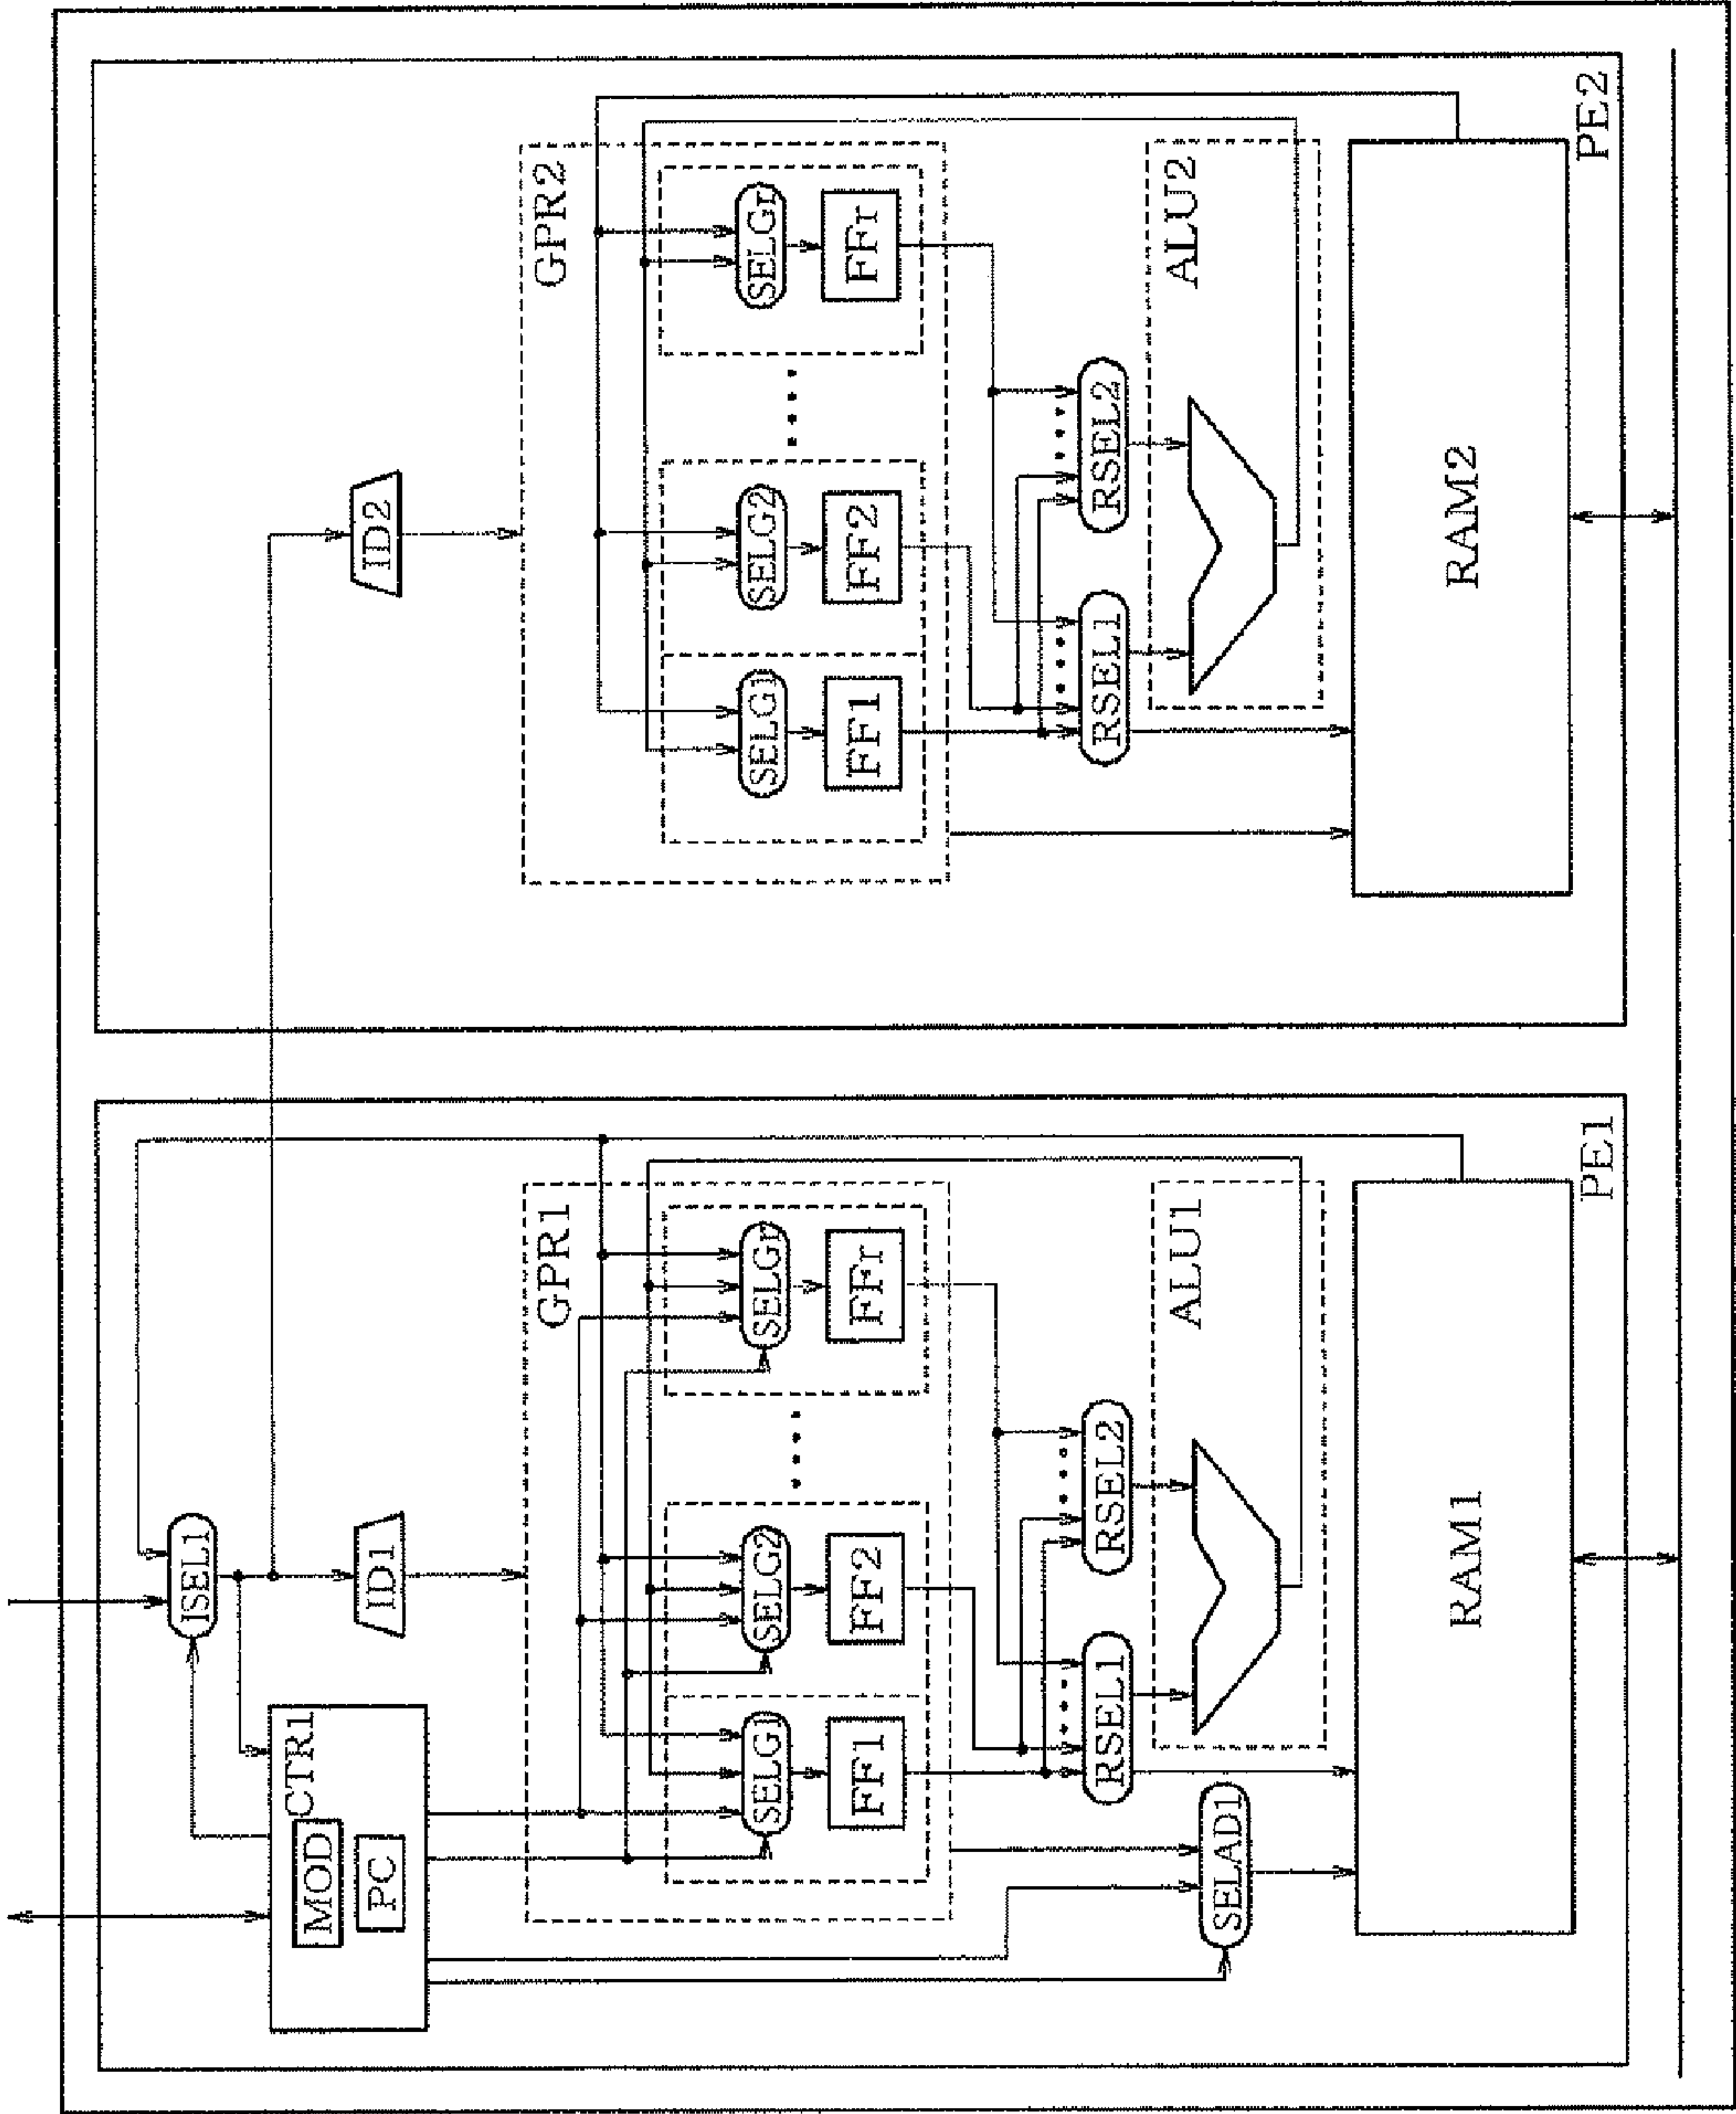 ISEL1
CTR1
MOD
PC
ID1
GPR1
SELG1
SELG2
SELGr
FF1
FF2
FFr
RSEL1
RSEL2
SELAD1
ALU1
RAM1
PE1
ID2
GPR2
SELG1
SELG2
SELGr
FF1
FF2
FFr
RSEL1
RSEL2
ALU2
RAM2
PE2